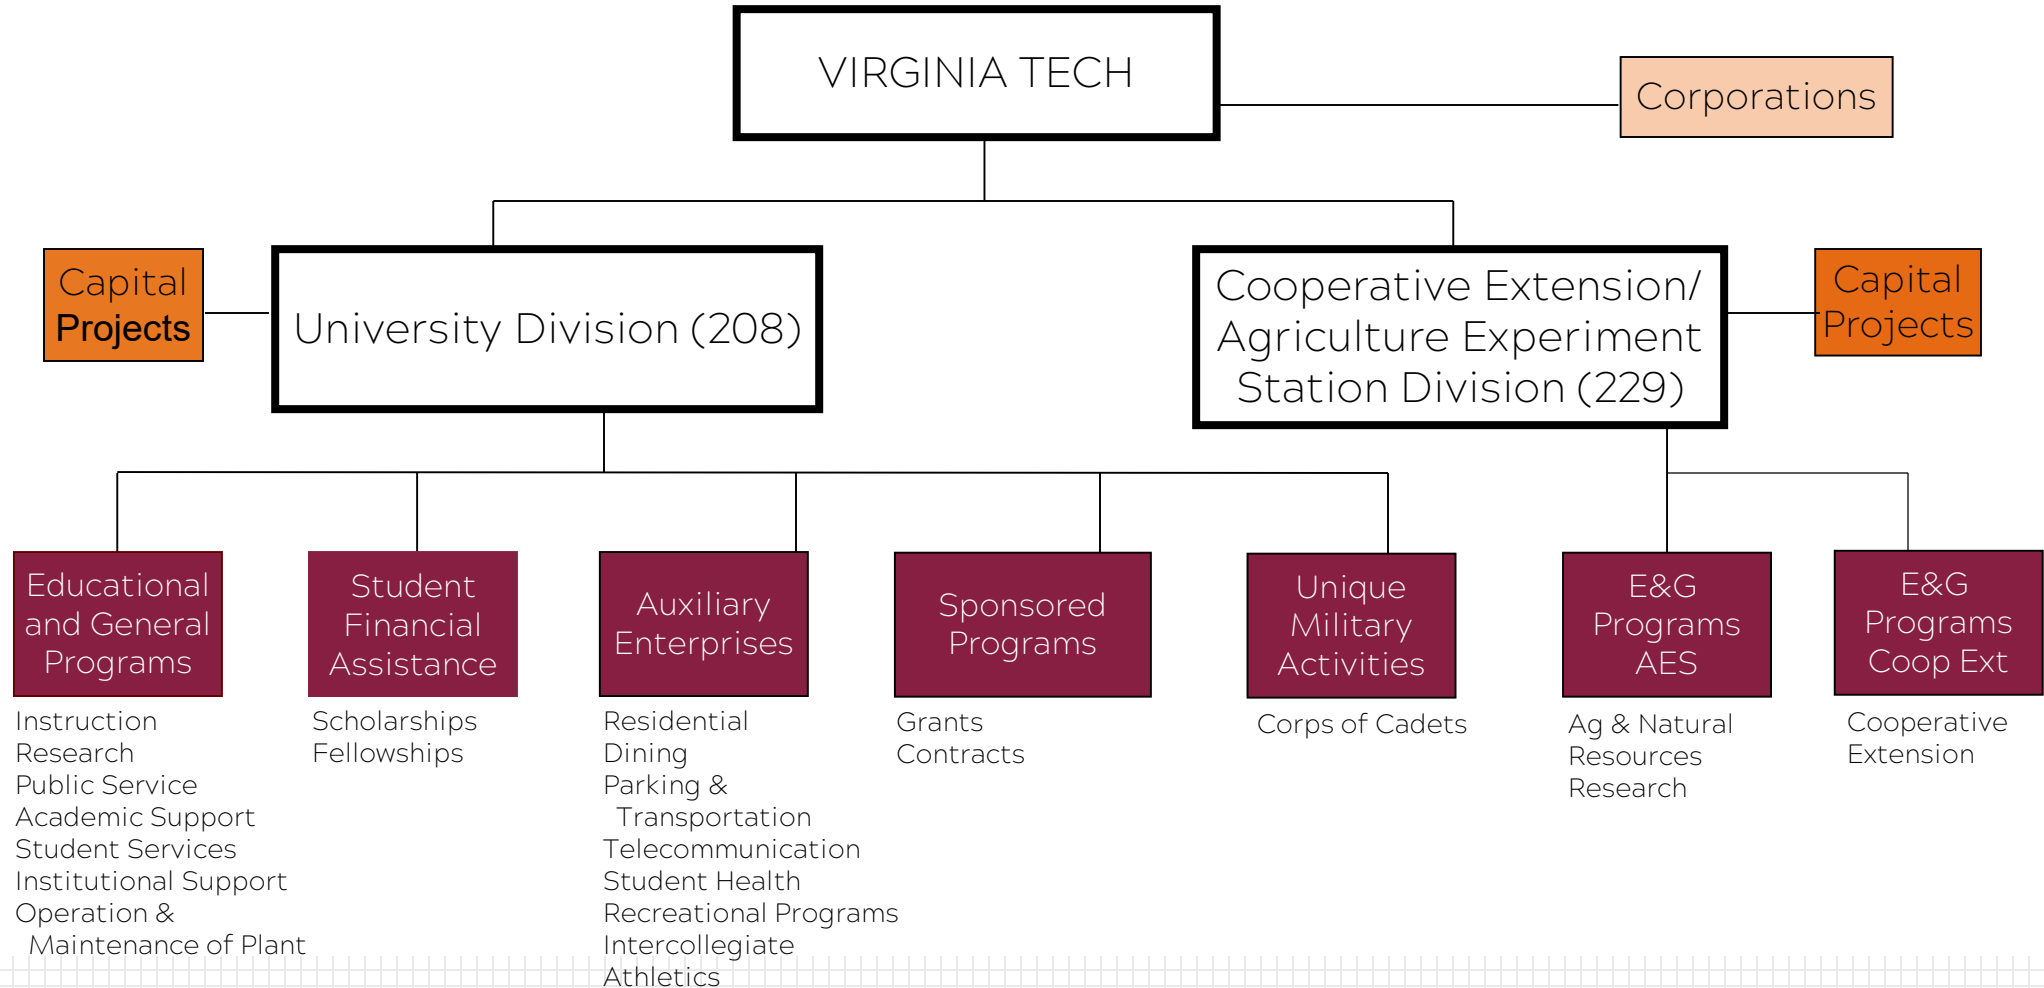 VIRGINIA TECH
Corporations
Capital
Projects
University Division (208)
Cooperative Extension/
Agriculture Experiment
Station Division (229)
Capital
Projects
Educational
and General
Programs
Instruction
Research
Public Service
Academic Support
Student Services
Institutional Support
Operation &
Maintenance of Plant
Student
Financial
Assistance
Scholarships
Fellowships
Auxiliary
Enterprises
Residential
Dining
Parking &
Transportation
Telecommunication
Student Health
Recreational Programs
Intercollegiate
Athletics
Sponsored
Programs
Grants
Contracts
Unique
Military
Activities
Corps of Cadets
E&G
Programs
AES
Ag & Natural
Resources
Research
E&G
Programs
Coop Ext
Cooperative
Extension